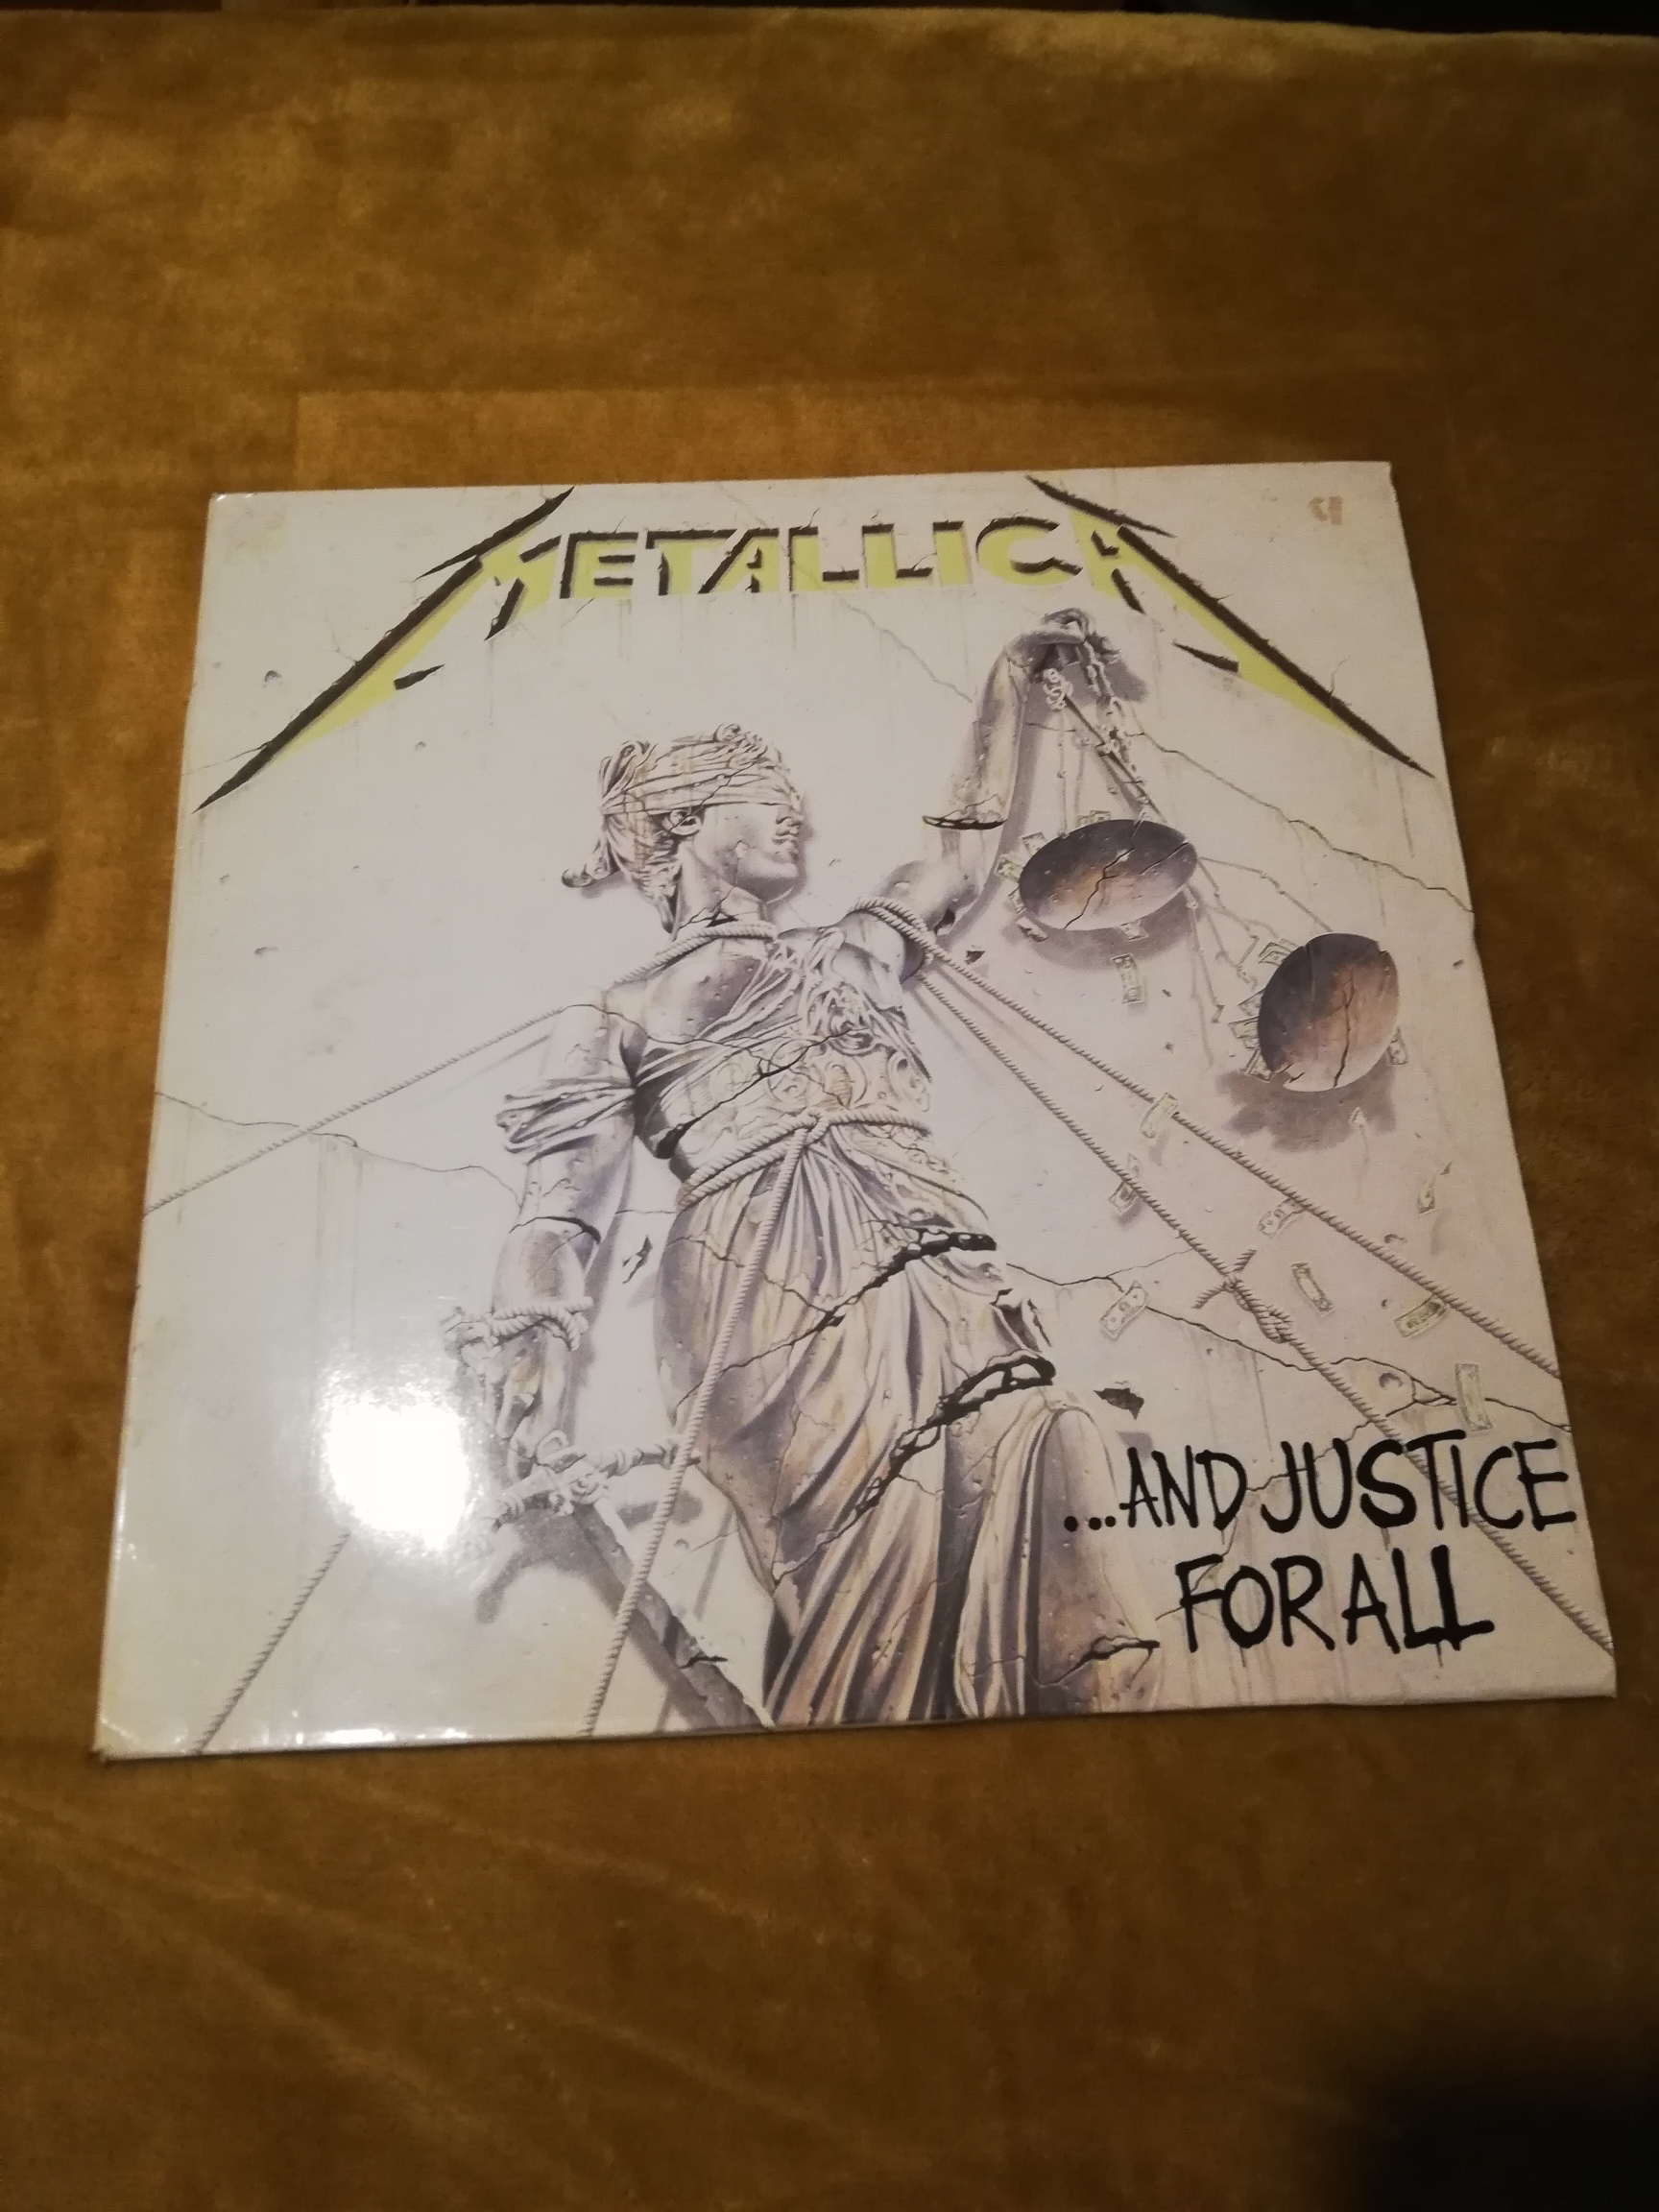 METALLICA
...AND JUSTICE
FOR ALL